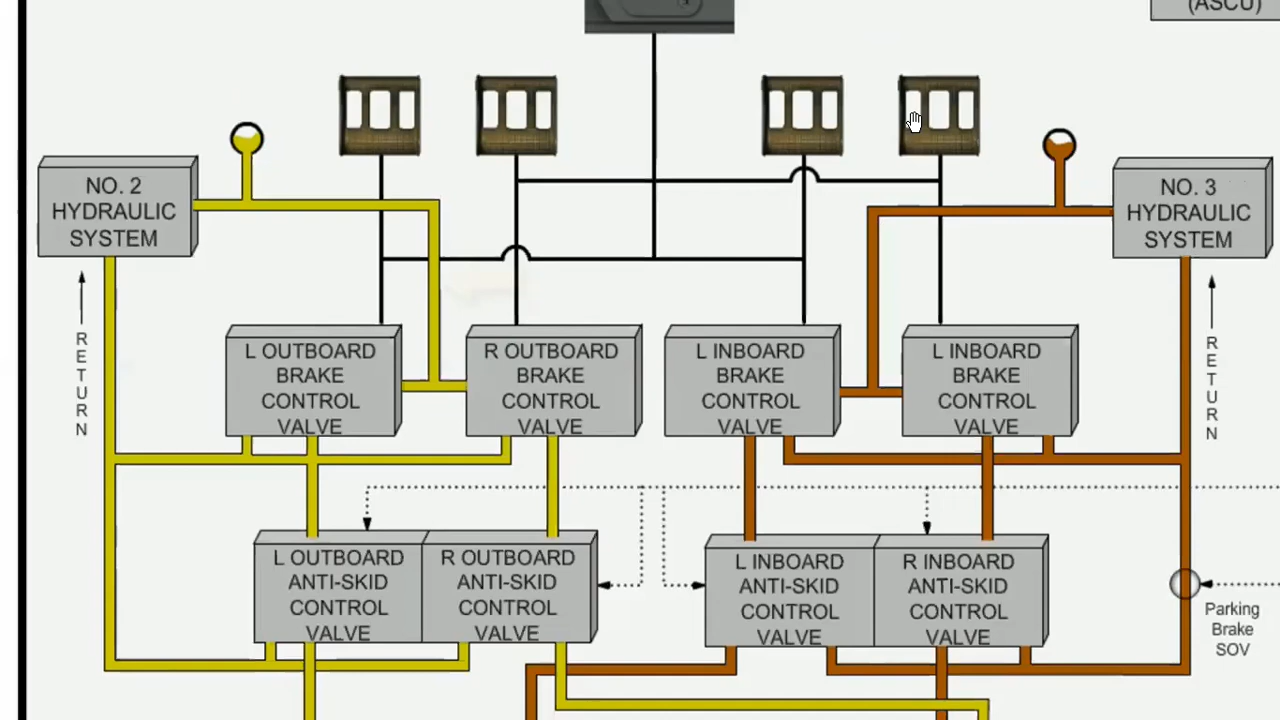 (ASCU)
NO. 2
HYDRAULIC
SYSTEM
NO. 3
HYDRAULIC
SYSTEM
RETURN
RETURN
L OUTBOARD
BRAKE
CONTROL
VALVE
R OUTBOARD
BRAKE
CONTROL
VALVE
L INBOARD
BRAKE
CONTROL
VALVE
L INBOARD
BRAKE
CONTROL
VALVE
L OUTBOARD
ANTI-SKID
CONTROL
VALVE
R OUTBOARD
ANTI-SKID
CONTROL
VALVE
L INBOARD
ANTI-SKID
CONTROL
VALVE
R INBOARD
ANTI-SKID
CONTROL
VALVE
Parking
Brake
SOV